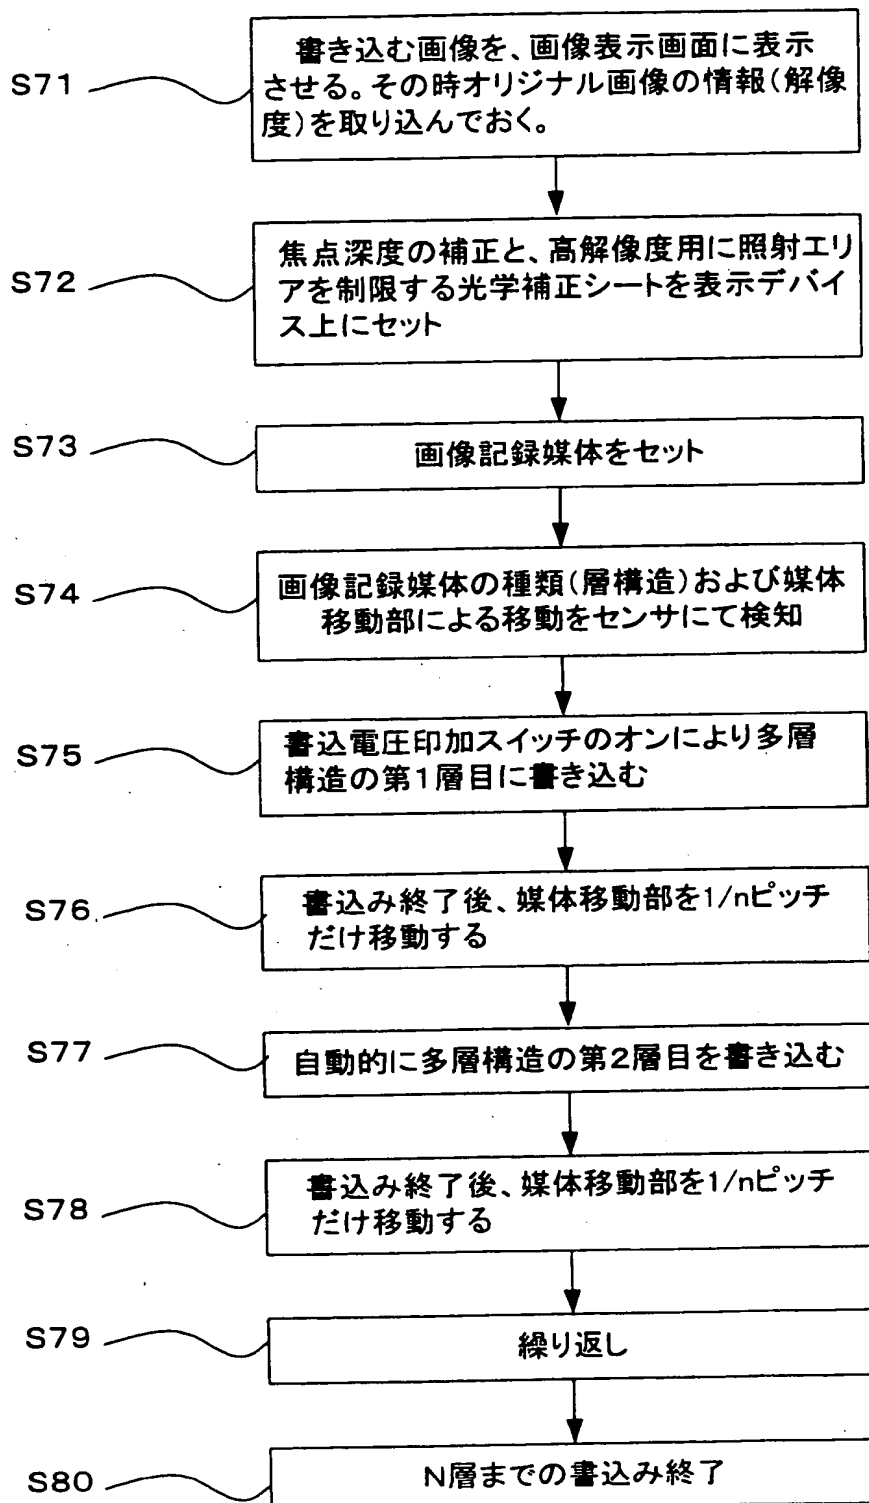 S71
書き込む画像を、画像表示画面に表示
させる。その時オリジナル画像の情報(解像
度)を取り込んでおく。
S72
焦点深度の補正と、高解像度用に照射エリ
アを制限する光学補正シートを表示デバイ
ス上にセット
S73
画像記録媒体をセット
S74
画像記録媒体の種類(層構造)および媒体
移動部による移動をセンサにて検知
S75
書込電圧印加スイッチのオンにより多層
構造の第1層目に書き込む
S76
書込み終了後、媒体移動部を1/nピッチ
だけ移動する
S77
自動的に多層構造の第2層目を書き込む
S78
書込み終了後、媒体移動部を1/nピッチ
だけ移動する
S79
繰り返し
S80
N層までの書込み終了